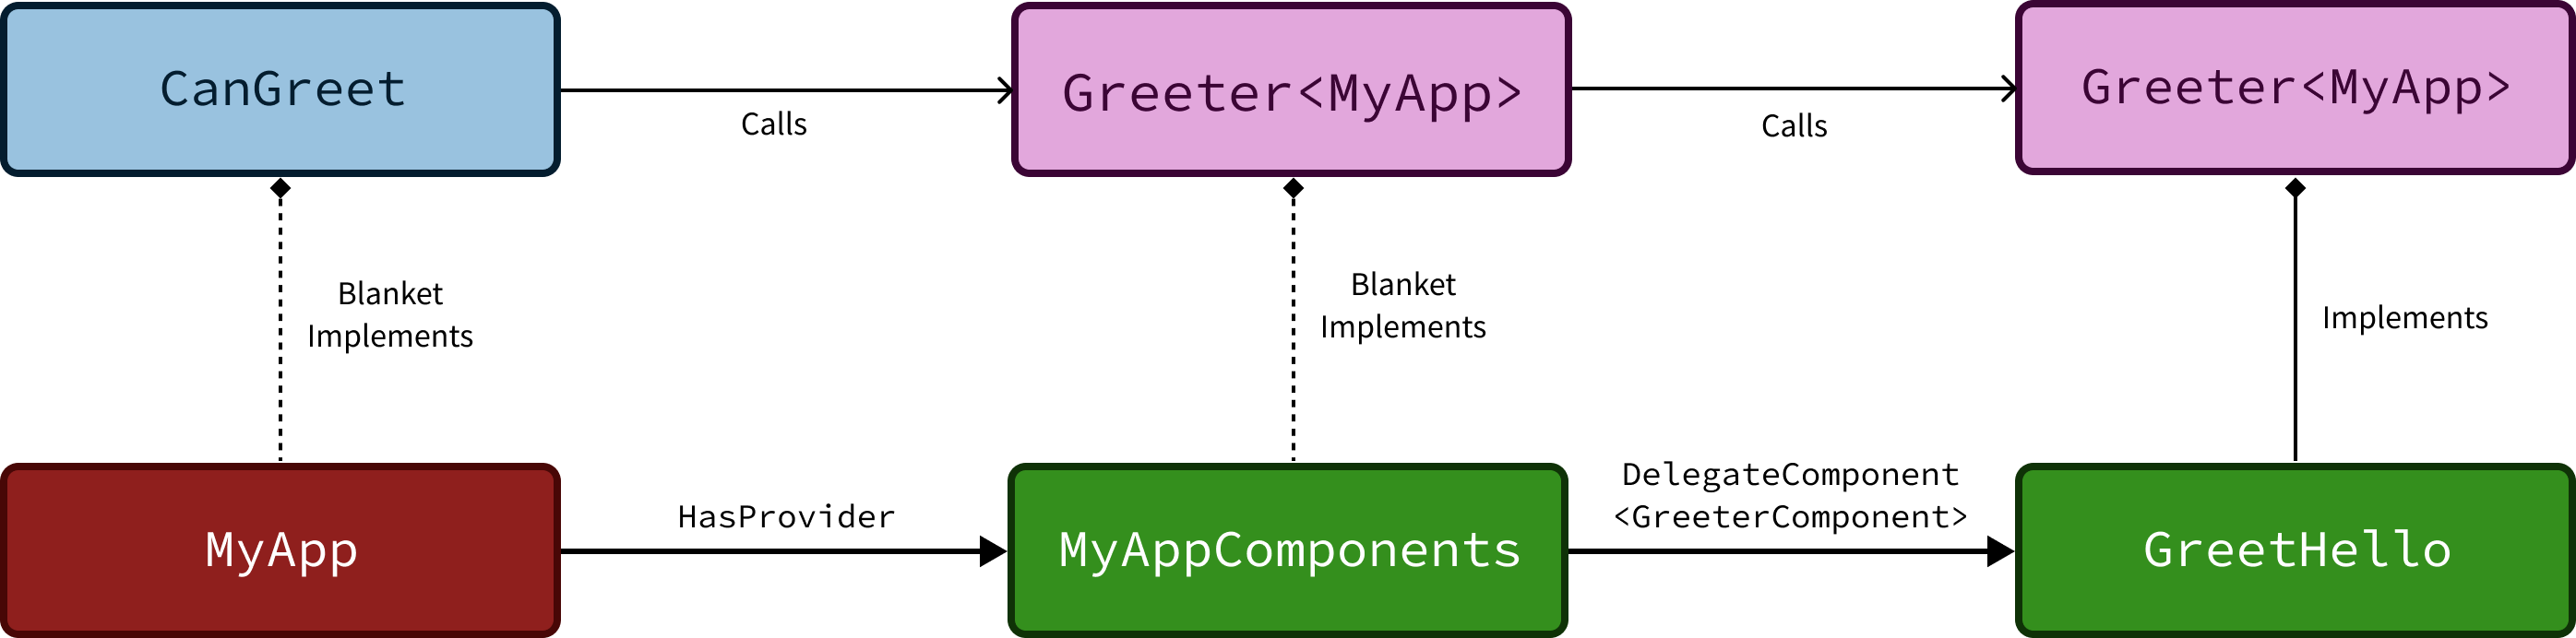 CanGreet
Calls
Greeter<MyApp>
Calls
Greeter<MyApp>
Blanket
Implements
Blanket
Implements
Implements
MyApp
HasProvider
MyAppComponents
DelegateComponent
<GreeterComponent>
GreetHello